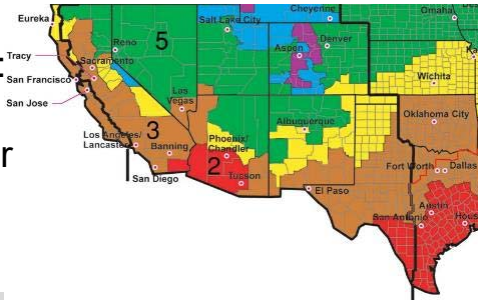 Cheyenne
Omaha
Eureka
Salt Lake City
5
Reno
Denver
Aspen
Tracy
Sacramento
San Francisco
Wichita
San Jose
Las
Vegas
Albuquerque
Oklahoma City
3
Los Angeles/
Lancaster
Banning
Phoenix/
Chandler
r
2
Fort Worth
Dallas
San Diego
Tucson
El Paso
Austin
San Antonio
Hous